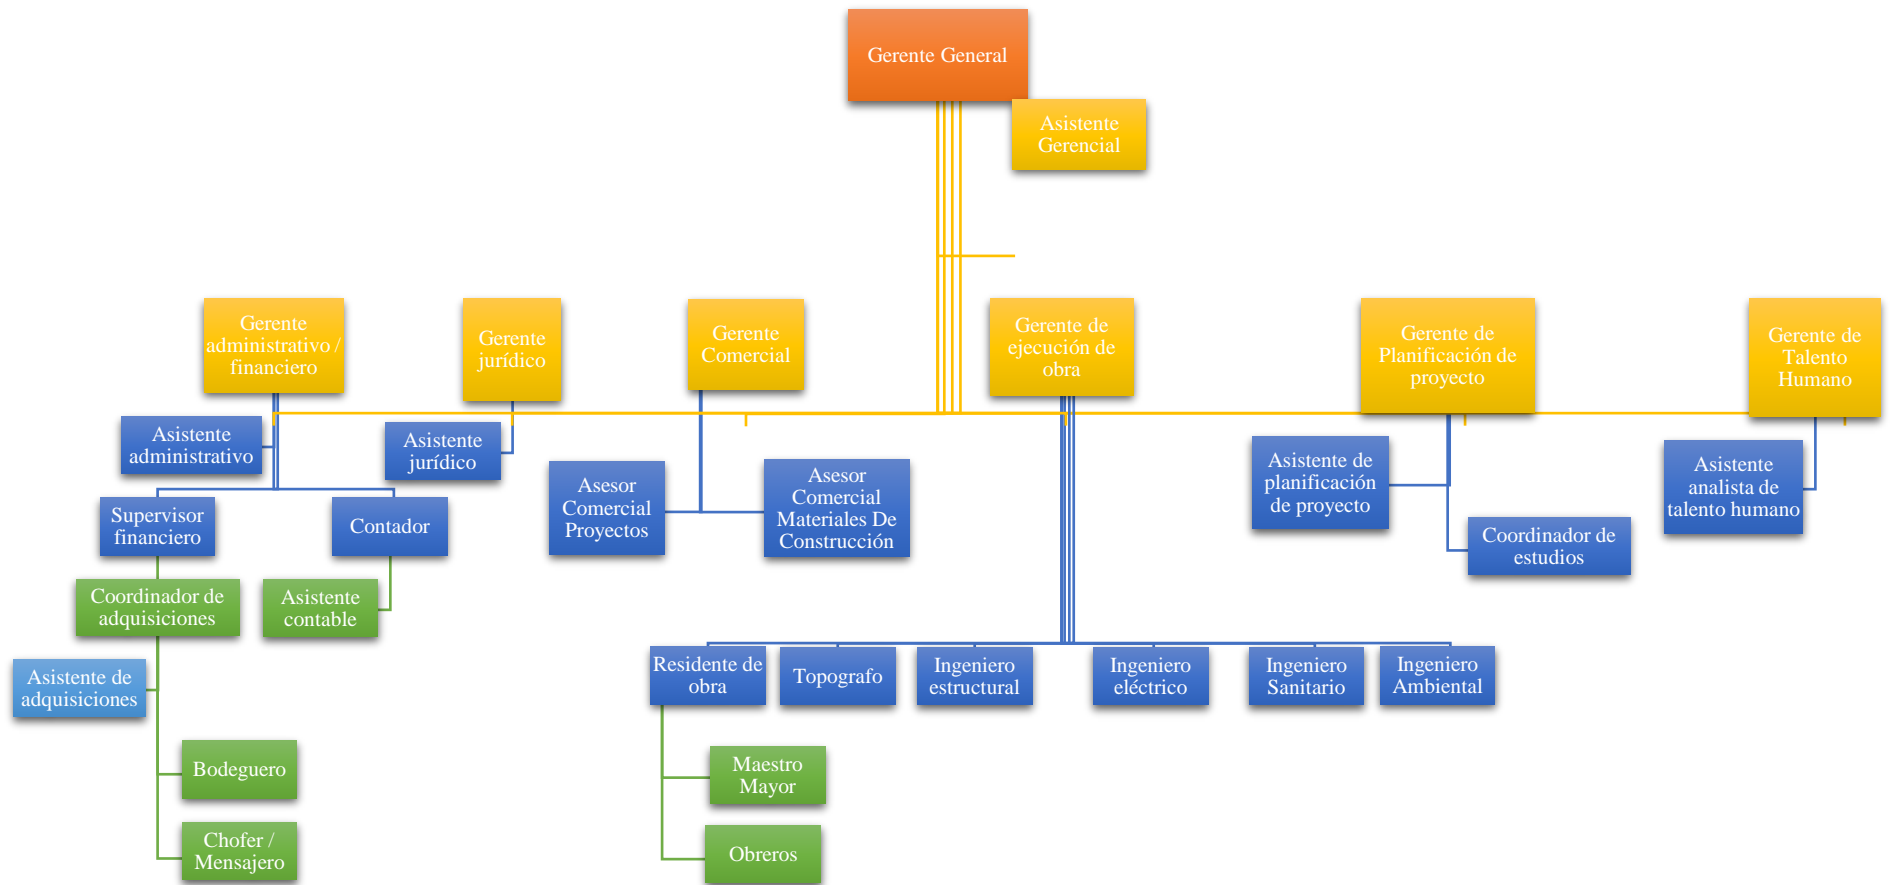 Gerente General
Asistente
Gerencial
Gerente
administrativo /
financiero
Gerente
jurídico
Gerente
Comercial
Gerente de
ejecución de
obra
Gerente de
Planificación de
proyecto
Gerente de
Talento
Humano
Asistente
administrativo
Asistente
jurídico
Asesor
Comercial
Proyectos
Asesor
Comercial
Materiales De
Construcción
Asistente de
planificación
de proyecto
Asistente
analista de
talento humano
Supervisor
financiero
Contador
Coordinador de
estudios
Coordinador de
adquisiciones
Asistente
contable
Asistente de
adquisiciones
Residente de
obra
Topografo
Ingeniero
estructural
Ingeniero
eléctrico
Ingeniero
Sanitario
Ingeniero
Ambiental
Bodeguero
Maestro
Mayor
Chofer /
Mensajero
Obreros